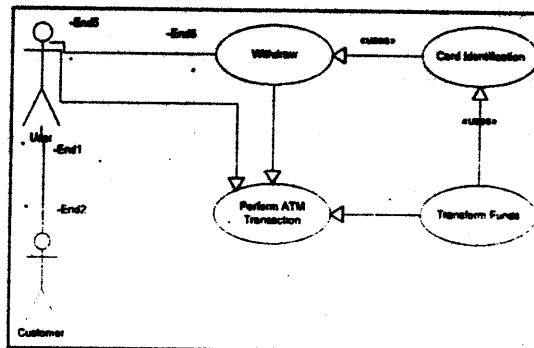 -End5
-End6
Withdraw
«uses»
Card Identification
User
-End1
«uses»
-End2
Perform ATM
Transaction
Transform Funds
Customer